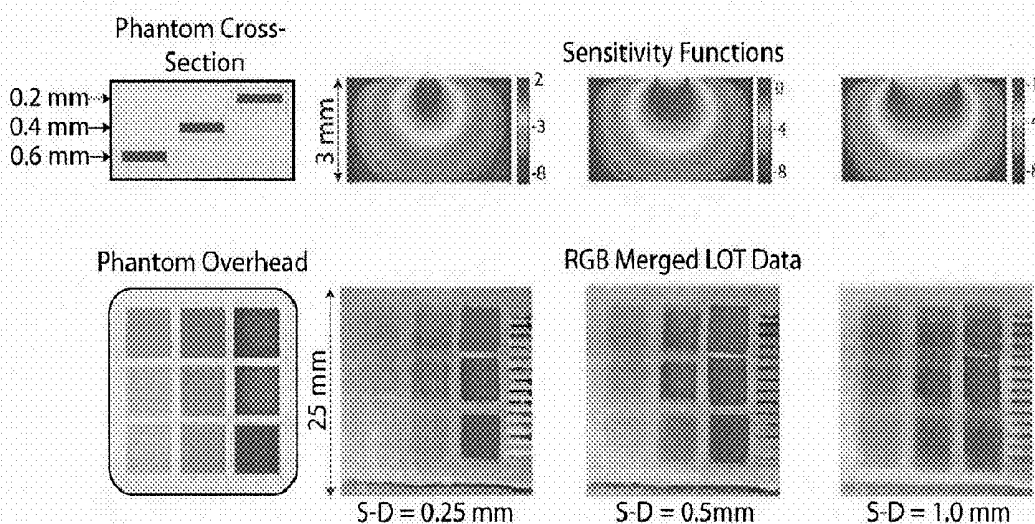 Phantom Cross-
Section
Sensitivity Functions
0.2 mm
0.4 mm
0.6 mm
3 mm
2
-3
-8
0
4
8
-8
Phantom Overhead
RGB Merged LOT Data
25 mm
S-D = 0.25 mm
S-D = 0.5mm
S-D = 1.0 mm